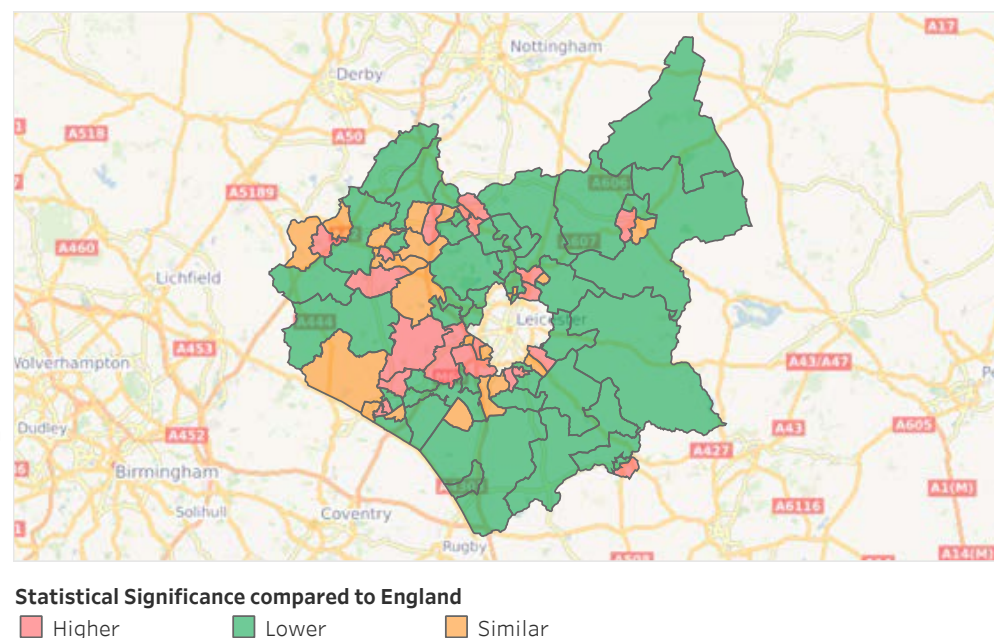 A17
Nottingham
Derby
A518
A50
A5189
A606
A460
A607
Lichfield
Leicester
A444
A453
A43/A47
Wolverhampton
Dudley
A452
A43
A605
A427
Birmingham
A1(M)
A6116
Solihull
Coventry
Rugby
A14(M)
Statistical Significance compared to England
Higher
Lower
Similar